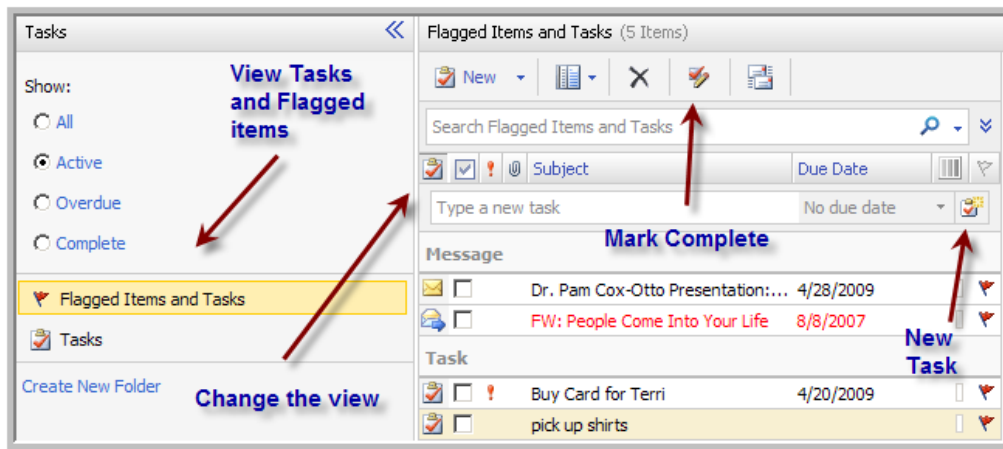 Tasks
Flagged Items and Tasks (5 Items)
Show:
All
Active
Overdue
Complete
View Tasks
and Flagged
items
Flagged Items and Tasks
Tasks
Create New Folder
Change the view
New
Search Flagged Items and Tasks
Subject Due Date
Type a new task No due date
Mark Complete
Message
Dr. Pam Cox-Otto Presentation:... 4/28/2009
FW: People Come Into Your Life 8/8/2007
New
Task
Task
Buy Card for Terri 4/20/2009
pick up shirts